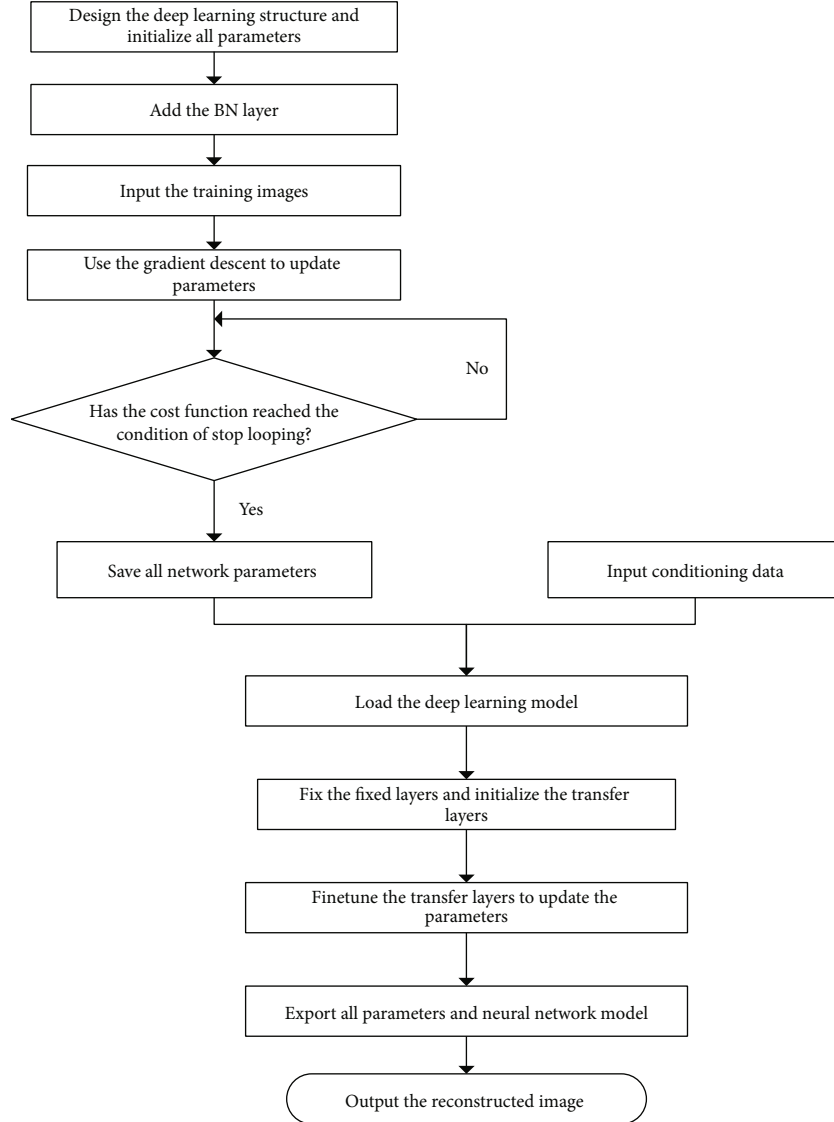 Design the deep learning structure and
initialize all parameters
Add the BN layer
Input the training images
Use the gradient descent to update
parameters
No
Has the cost function reached the
condition of stop looping?
Yes
Save all network parameters
Input conditioning data
Load the deep learning model
Fix the fixed layers and initialize the transfer
layers
Finetune the transfer layers to update the
parameters
Export all parameters and neural network model
Output the reconstructed image